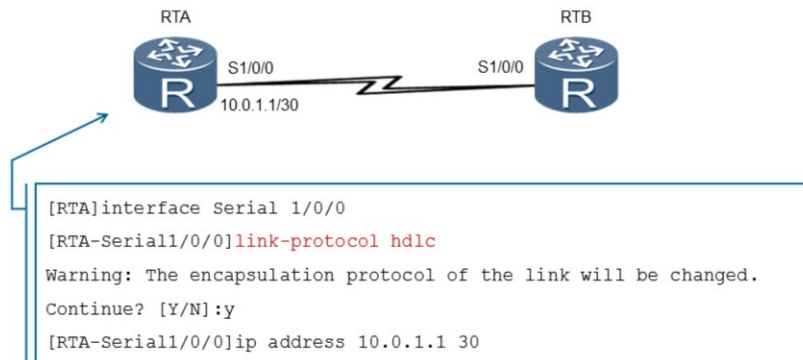 RTA
RTB
S1/0/0
S1/0/0
10.0.1.1/30
R
R
[RTA]interface Serial 1/0/0
[RTA-Serial1/0/0]link-protocol hdlc
Warning: The encapsulation protocol of the link will be changed.
Continue? [Y/N]:y
[RTA-Serial1/0/0]ip address 10.0.1.1 30